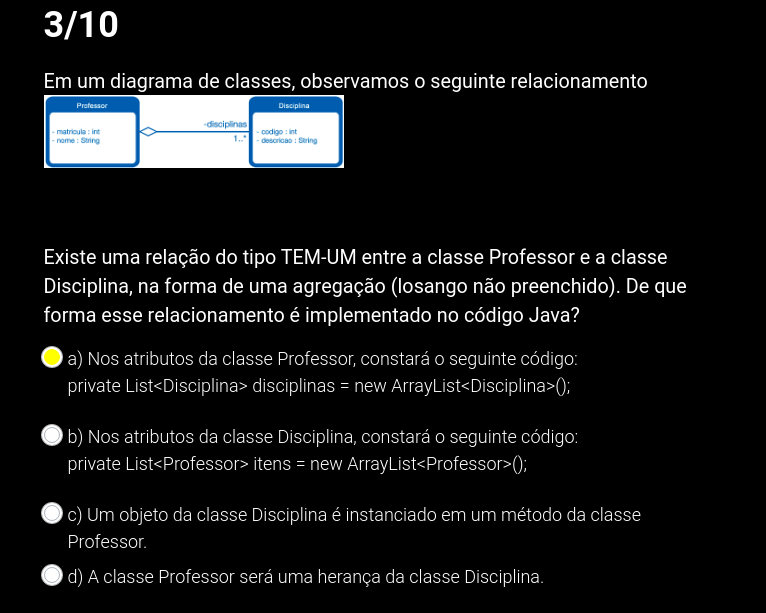 3/10
Em um diagrama de classes, observamos o seguinte relacionamento
Professor
Disciplina
- matricula : int
- nome : String
-disciplinas
1..*
- codigo : int
- descricao : String
Existe uma relação do tipo TEM-UM entre a classe Professor e a classe
Disciplina, na forma de uma agregação (losango não preenchido). De que
forma esse relacionamento é implementado no código Java?
a) Nos atributos da classe Professor, constará o seguinte código:
private List<Disciplina> disciplinas = new ArrayList<Disciplina>();
b) Nos atributos da classe Disciplina, constará o seguinte código:
private List<Professor> itens = new ArrayList<Professor>();
c) Um objeto da classe Disciplina é instanciado em um método da classe
Professor.
d) A classe Professor será uma herança da classe Disciplina.